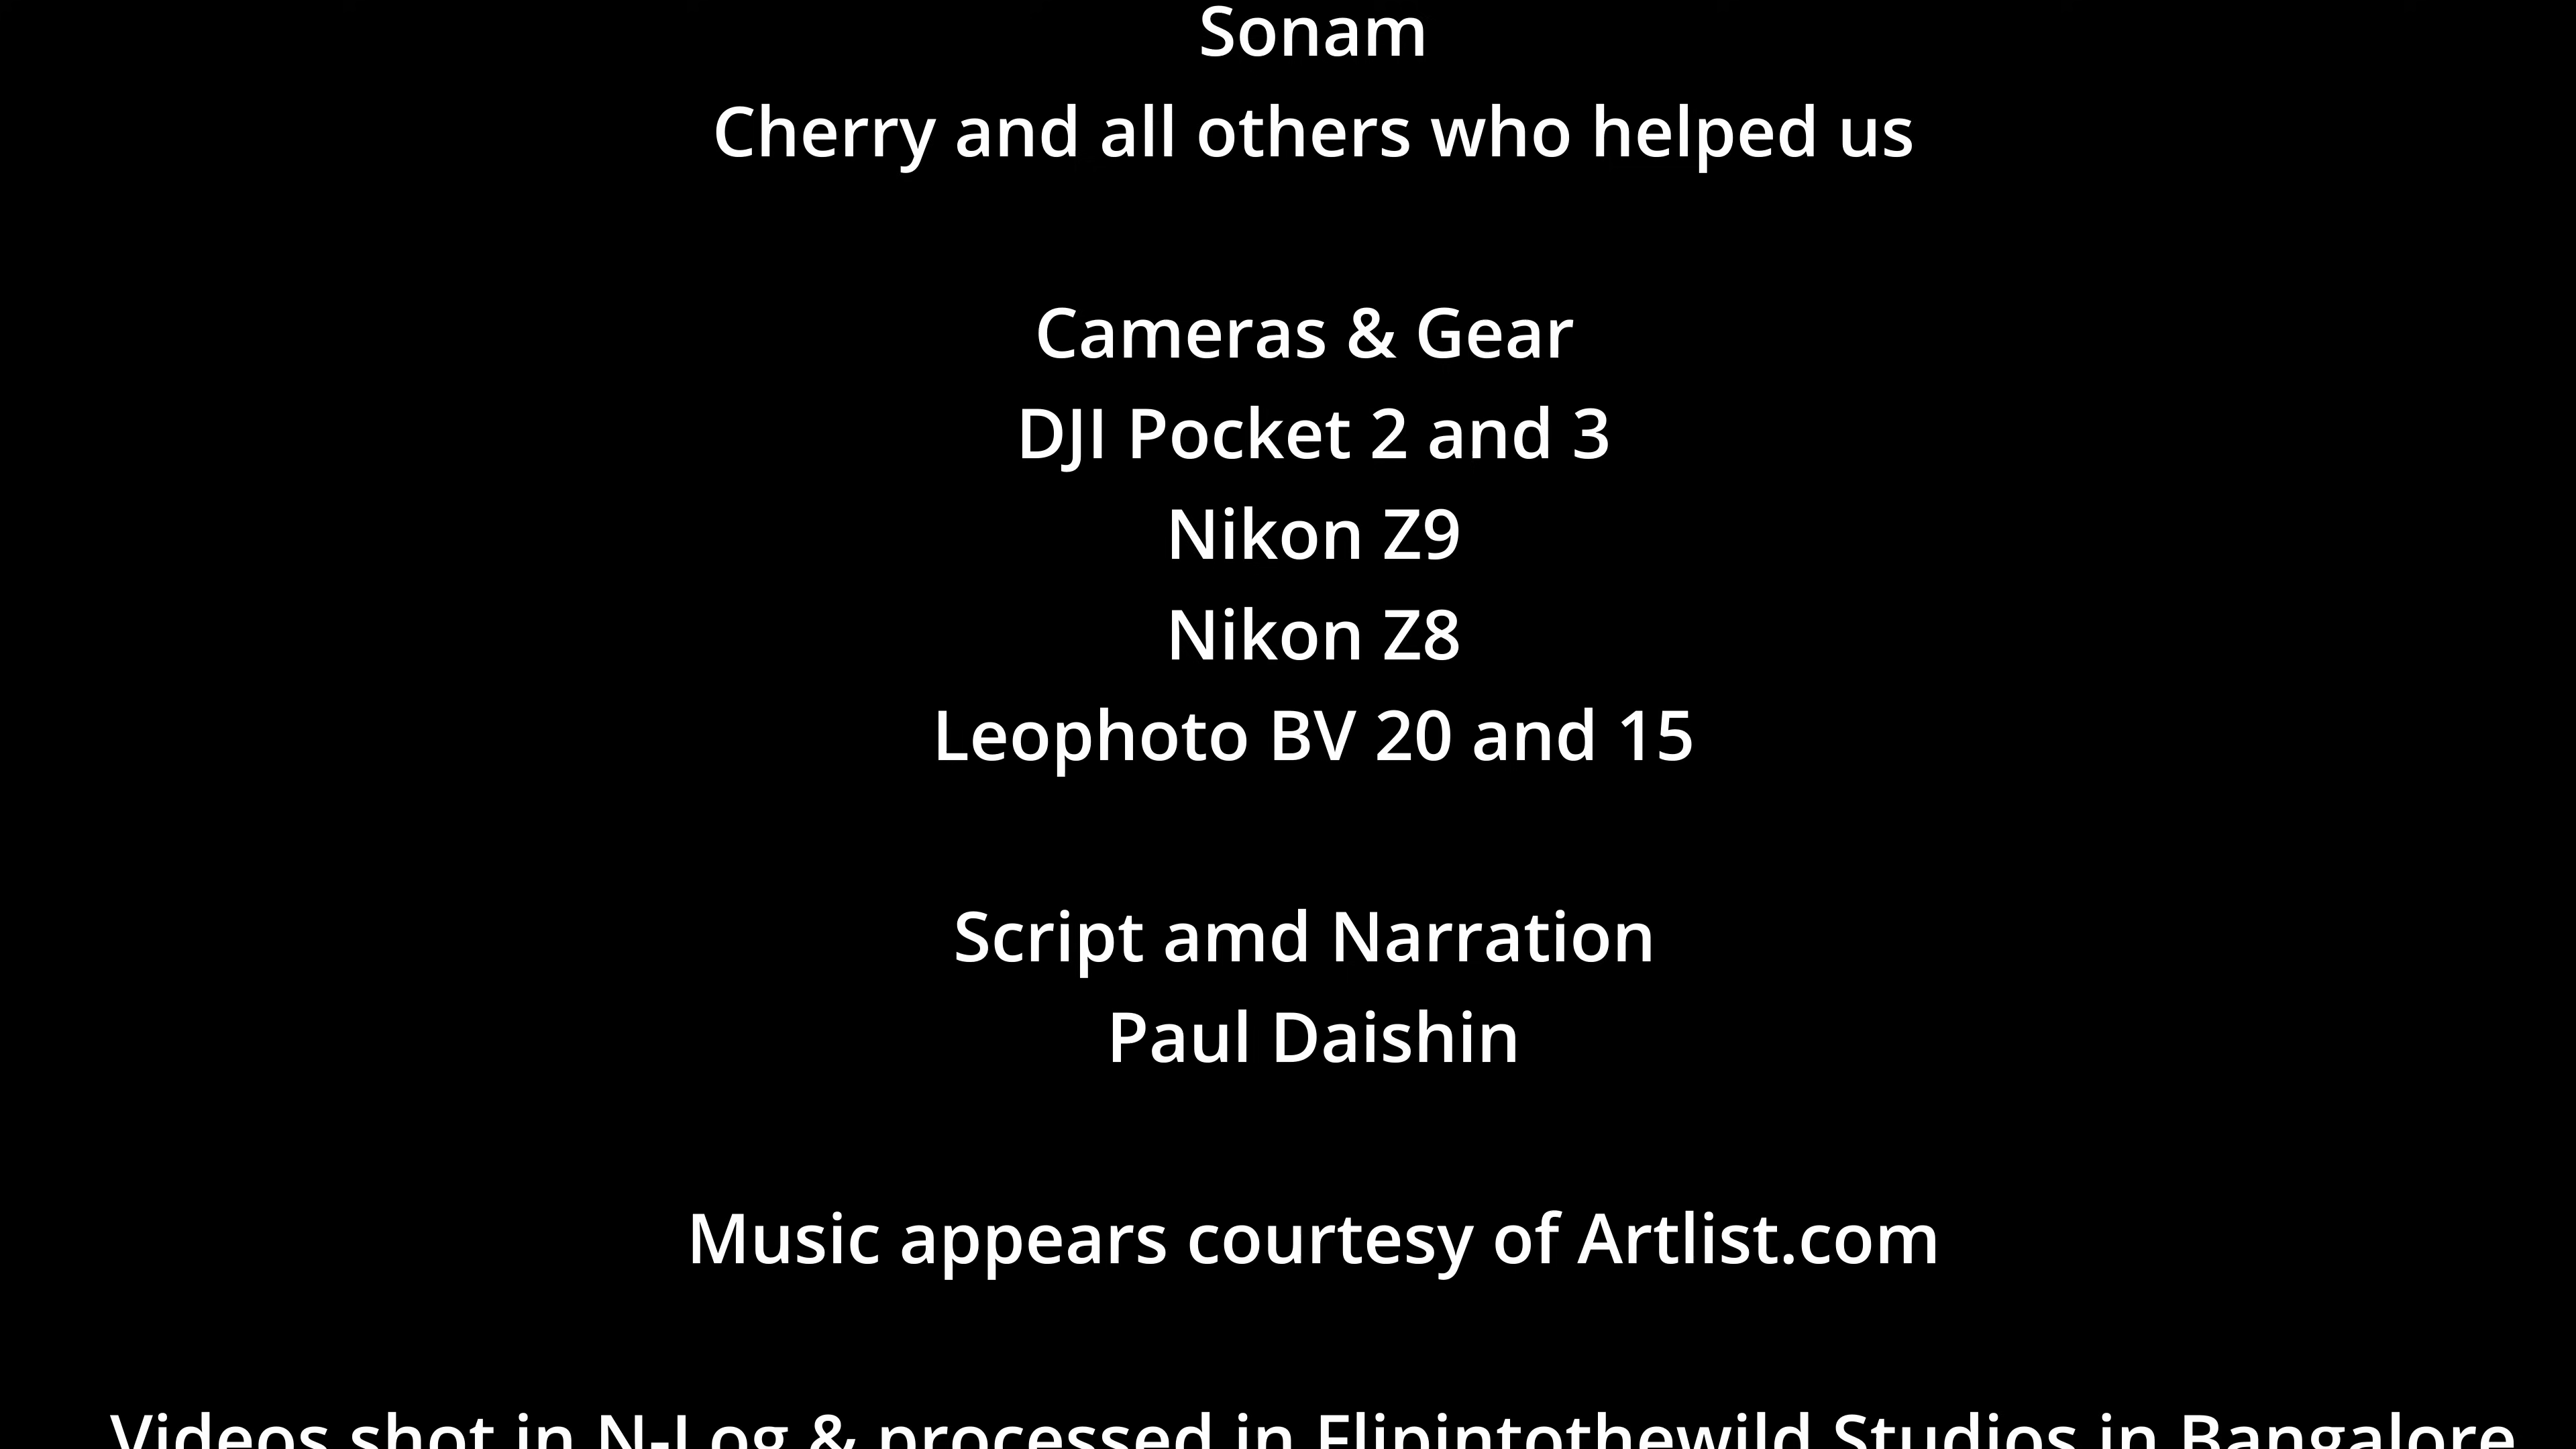 Sonam
Cherry and all others who helped us
Cameras & Gear
DJI Pocket 2 and 3
Nikon Z9
Nikon Z8
Leophoto BV 20 and 15
Script amd Narration
Paul Daishin
Music appears courtesy of Artlist.com
Videos shot in N-Log & processed in Flipintothewild Studios in Bangalore